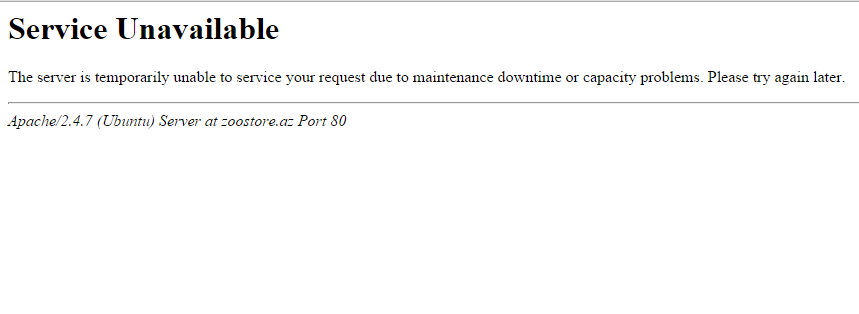 Service Unavailable
The server is temporarily unable to service your request due to maintenance downtime or capacity problems. Please try again later.
Apache/2.4.7 (Ubuntu) Server at zoostore.az Port 80